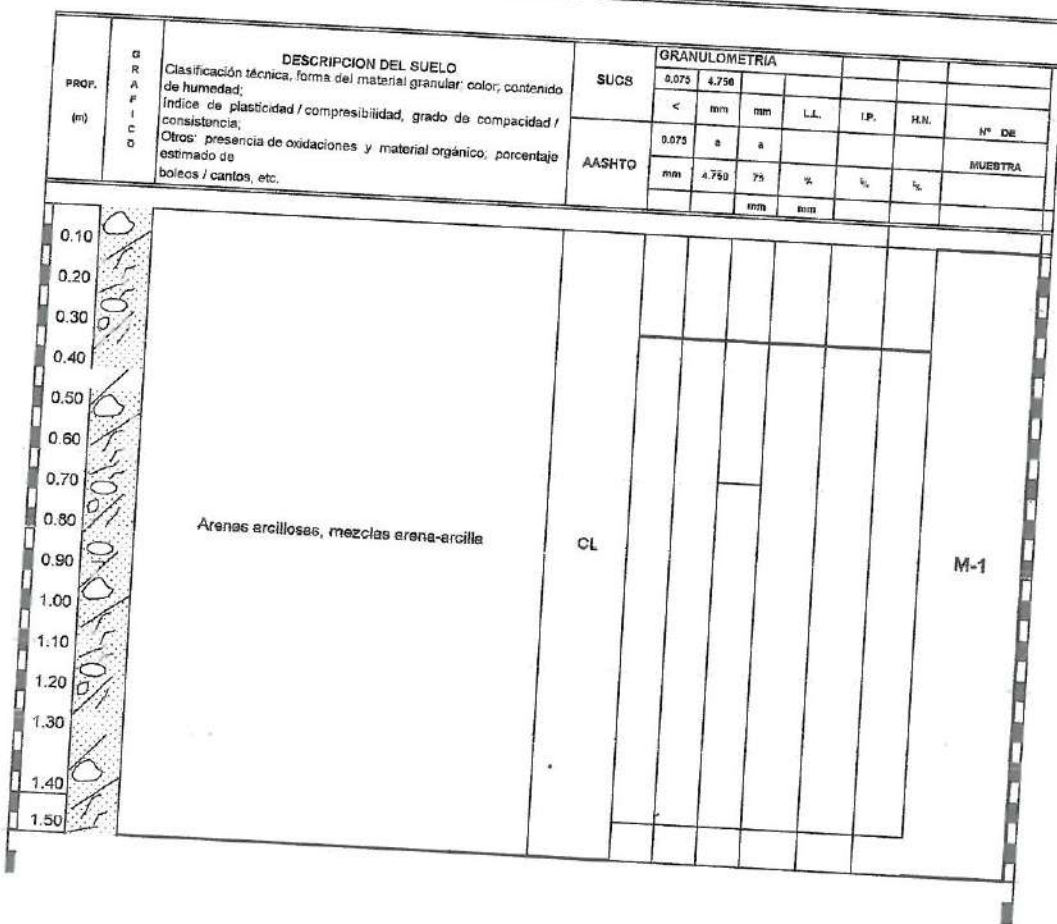 PROF.
(m)
G
R
A
F
I
C
O
DESCRIPCION DEL SUELO
Clasificación técnica, forma del material granular: color; contenido
de humedad;
Índice de plasticidad / compresibilidad, grado de compacidad /
consistencia;
Otros: presencia de oxidaciones y material orgánico; porcentaje
estimado de
boleos / cantos, etc.
SUCS
AASHTO
GRANULOMETRIA
0.075 4.750
< mm mm L.L. I.P. H.N.
0.075 a a
mm 4.750 75 % % %
mm mm
N° DE
MUESTRA
0.10
0.20
0.30
0.40
0.50
0.60
0.70
0.80
0.90
1.00
1.10
1.20
1.30
1.40
1.50
Arenas arcillosas, mezclas arena-arcilla
CL
M-1